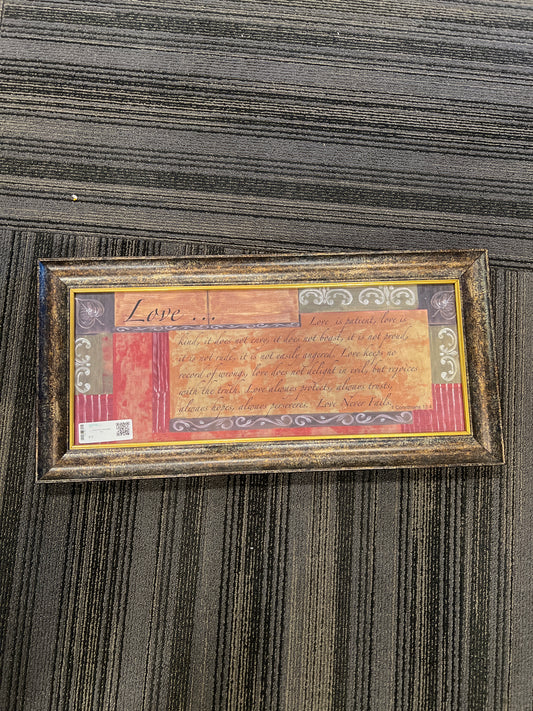 Love ...
Love is patient, love is
kind, it does not envy, it does not boast, it is not proud,
it is not rude, it is not easily angered, Love keeps no
record of wrongs, love does not delight in evil, but rejoices
with the truth. Love always protects, always trusts,
always hopes, always perseveres. Love Never Fails.